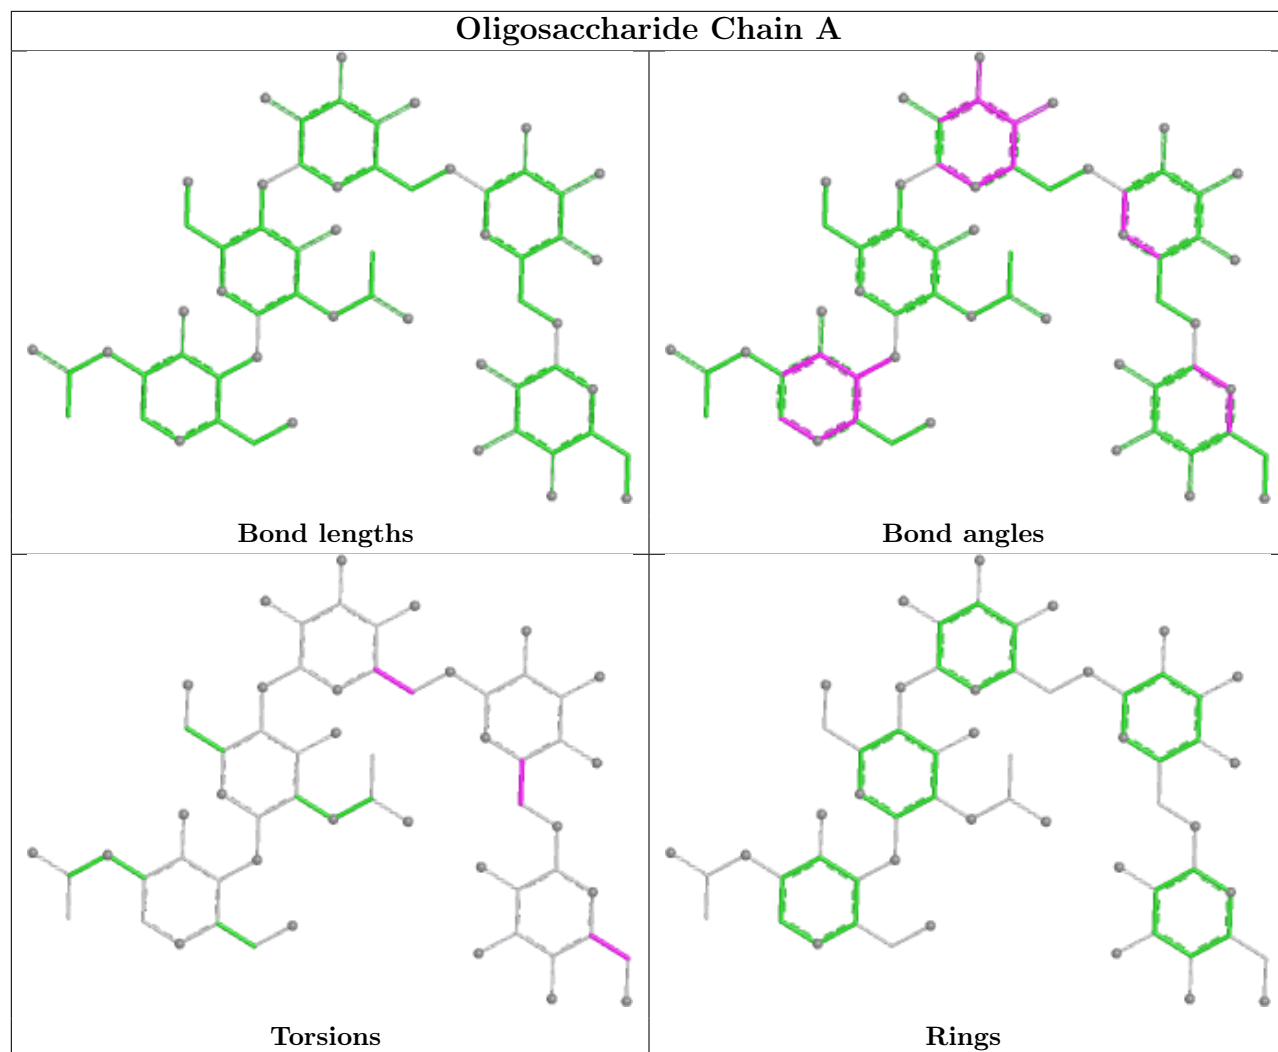 Oligosaccharide Chain A
Bond lengths
Bond angles
Torsions
Rings